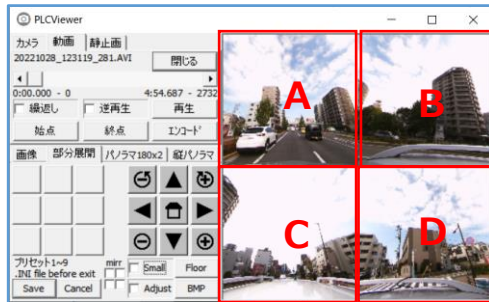 PLCViewer
カメラ 動画 静止画
20221028_123119_281.AVI
閉じる
0:00.000 - 0 4:54.687 - 2732
繰返し 逆再生 再生
始点 終点 エンコード
画像 部分展開 パノラマ180x2 縦パノラマ
プリセット1~9
.INI file before exit
mirr
Small Floor
Save Cancel Adjust BMP
A
B
C
D